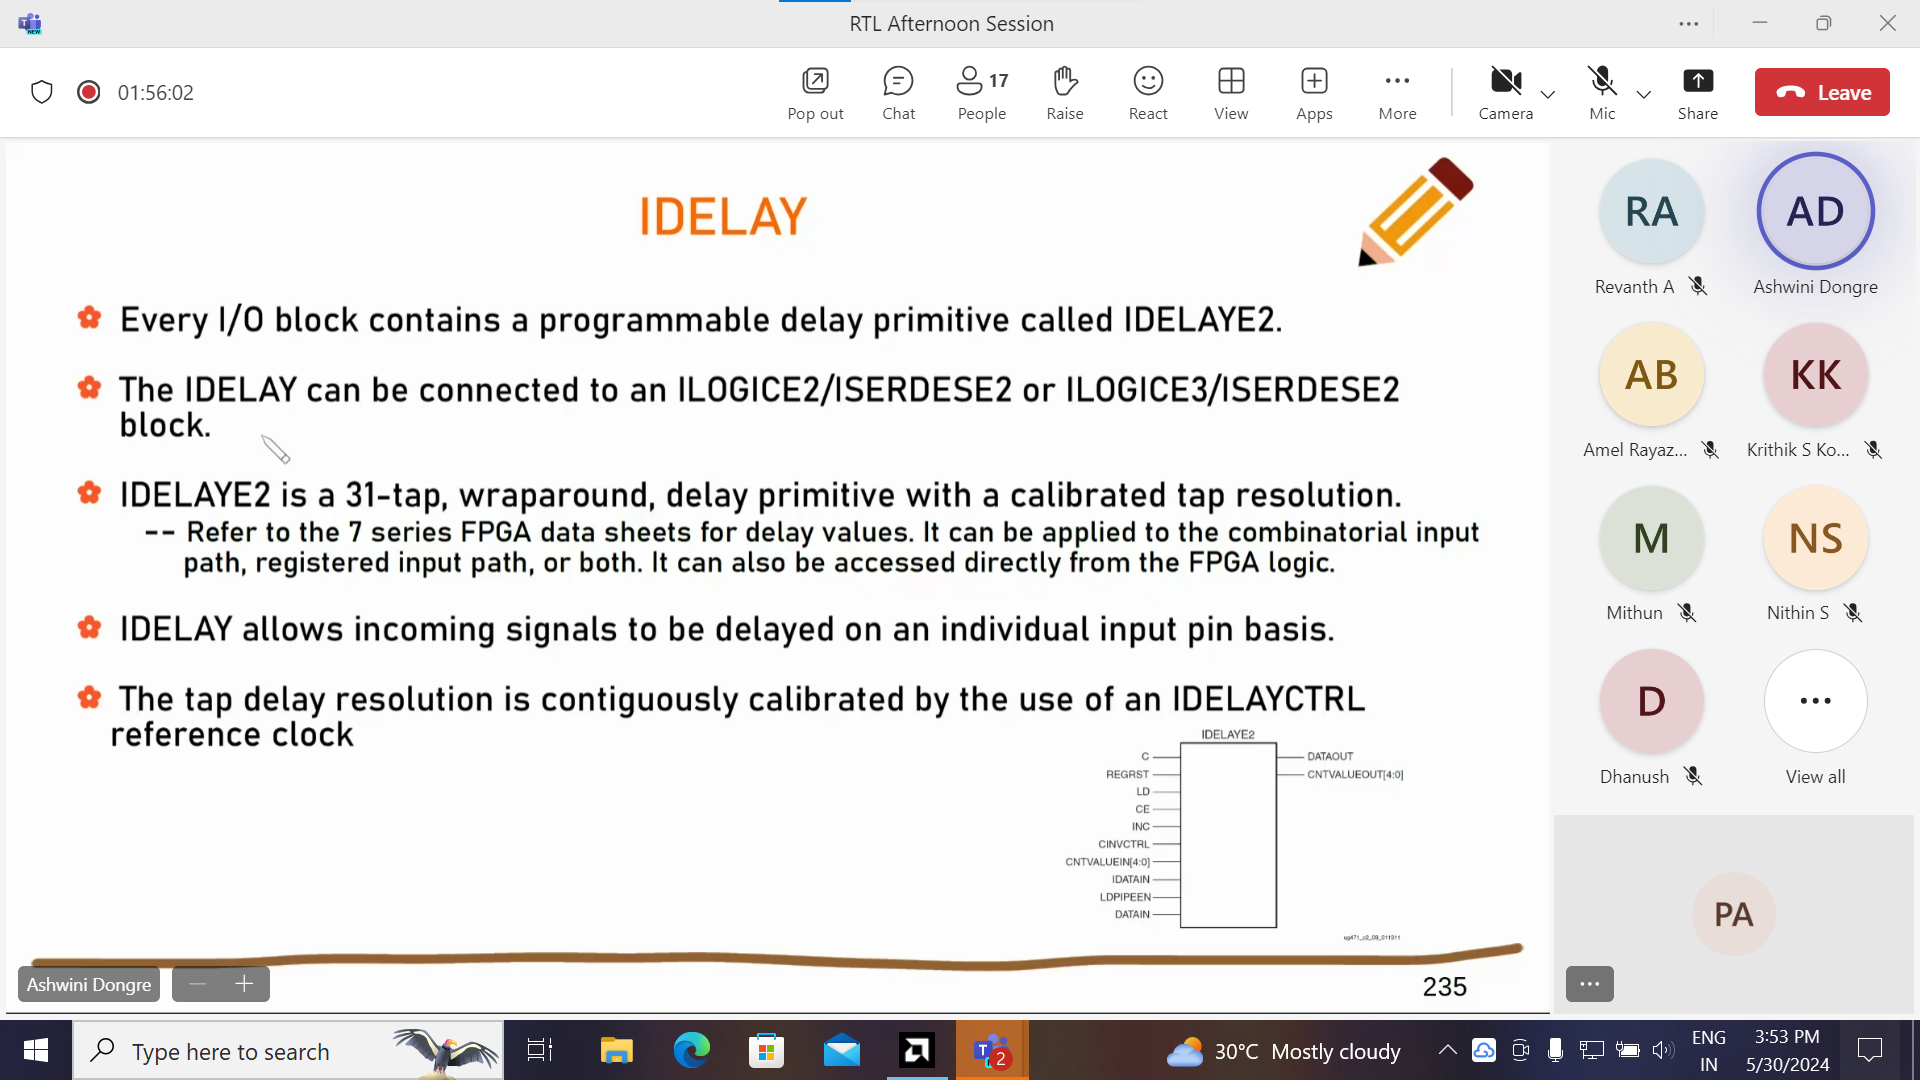 NEW
RTL Afternoon Session
01:56:02
Pop out
Chat
People
17
Raise
React
View
Apps
More
Camera
Mic
Share
Leave
IDELAY
Every I/O block contains a programmable delay primitive called IDELAYE2.
The IDELAY can be connected to an ILOGICE2/ISERDESE2 or ILOGICE3/ISERDESE2
block.
IDELAYE2 is a 31-tap, wraparound, delay primitive with a calibrated tap resolution.
-- Refer to the 7 series FPGA data sheets for delay values. It can be applied to the combinatorial input
path, registered input path, or both. It can also be accessed directly from the FPGA logic.
IDELAY allows incoming signals to be delayed on an individual input pin basis.
The tap delay resolution is contiguously calibrated by the use of an IDELAYCTRL
reference clock
IDELAYE2
C
REGRST
LD
CE
INC
CINVCTRL
CNTVALUEIN[4:0]
IDATAIN
LDPIPEEN
DATAIN
DATAOUT
CNTVALUEOUT[4:0]
ug471_c2_09_011911
235
Ashwini Dongre
RA
Revanth A
AD
Ashwini Dongre
AB
Amel Rayaz...
KK
Krithik S Ko...
M
Mithun
NS
Nithin S
D
Dhanush
View all
PA
Type here to search
2
30°C Mostly cloudy
ENG
IN
3:53 PM
5/30/2024